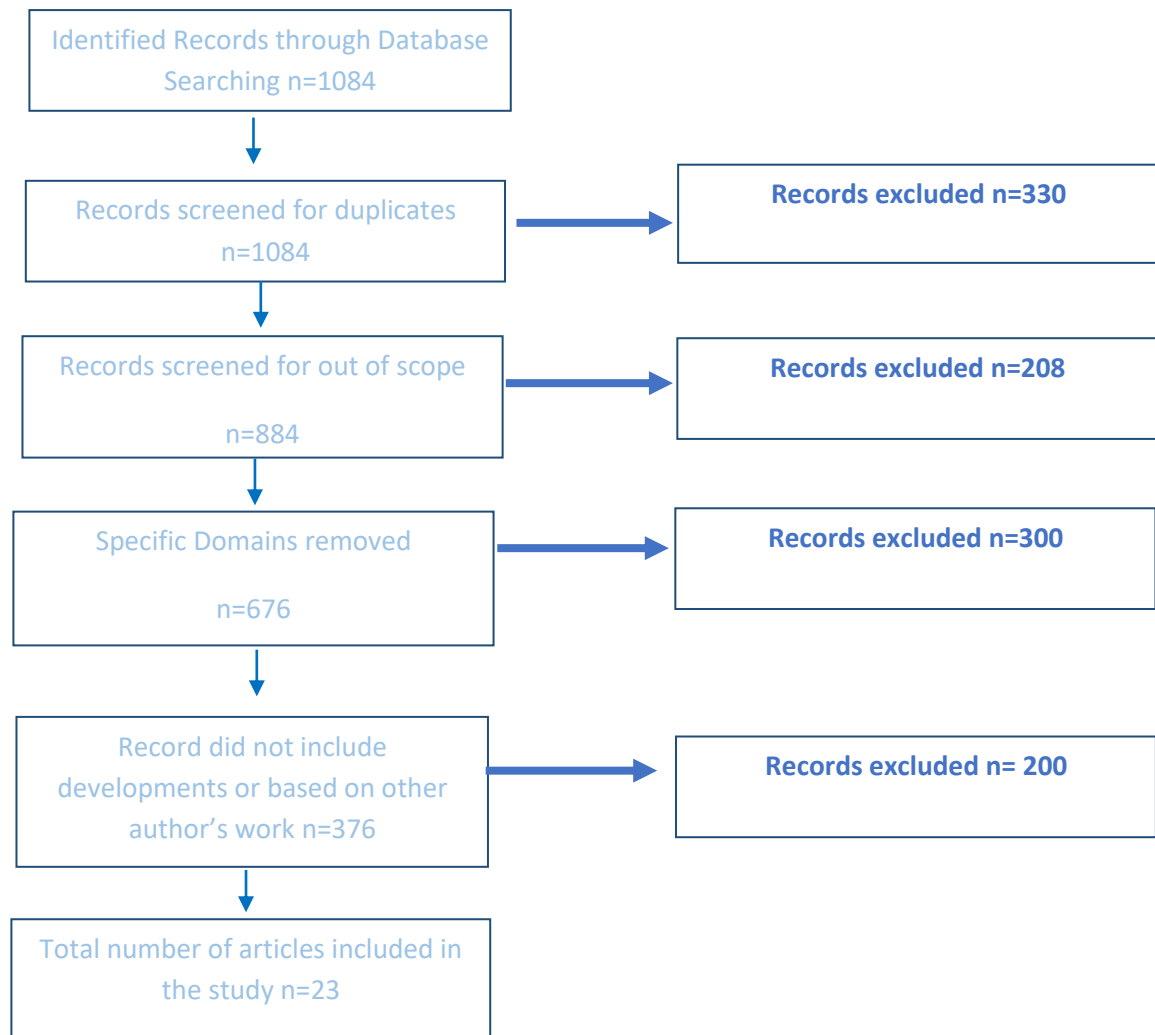 Identified Records through Database
Searching n=1084
Records screened for duplicates
n=1084
Records excluded n=330
Records screened for out of scope
n=884
Records excluded n=208
Specific Domains removed
n=676
Records excluded n=300
Record did not include
developments or based on other
author’s work n=376
Records excluded n= 200
Total number of articles included in
the study n=23